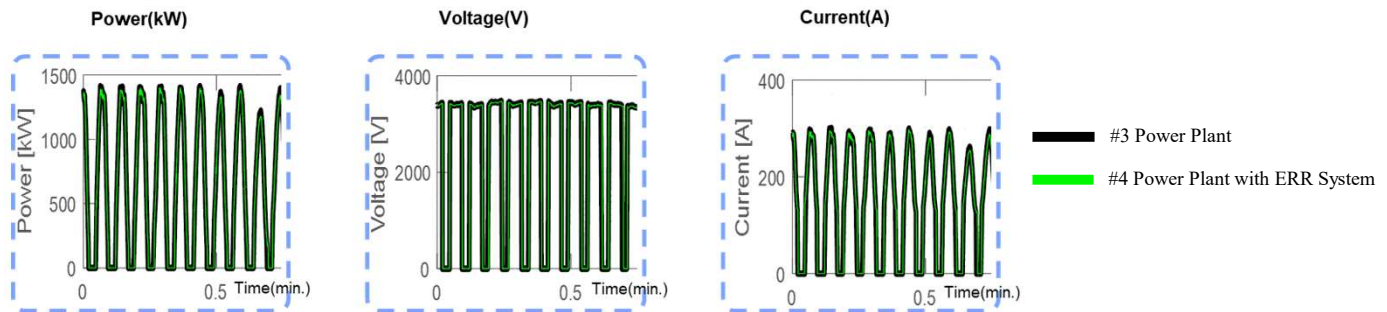 Power(kW)
Voltage(V)
Current(A)
Power [kW]
1500
1000
500
0
0
0.5
Time(min.)
Voltage [V]
4000
2000
0
0
0.5
Time(min.)
Current [A]
400
200
0
0
0.5
Time(min.)
#3 Power Plant
#4 Power Plant with ERR System